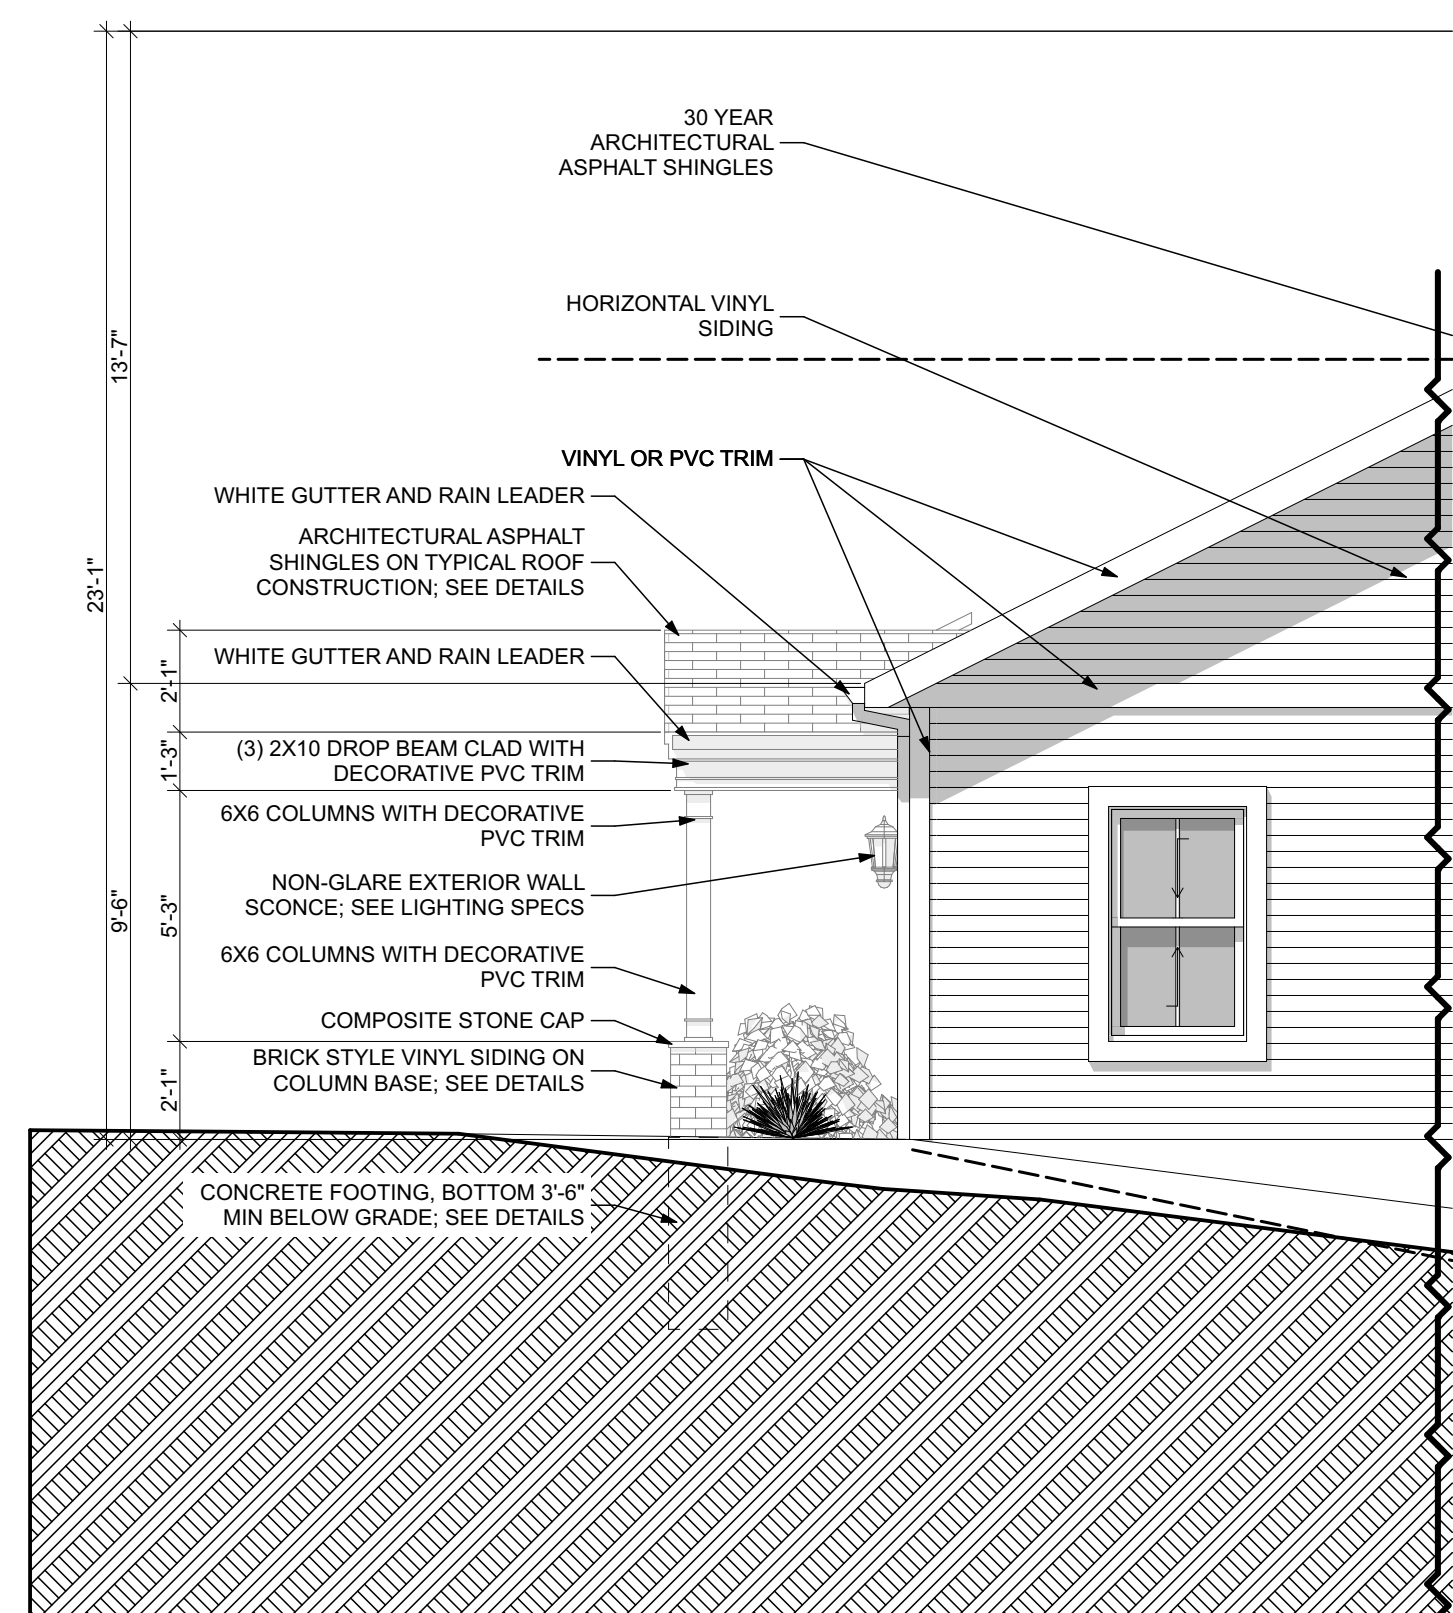 30 YEAR
ARCHITECTURAL
ASPHALT SHINGLES
HORIZONTAL VINYL
SIDING
VINYL OR PVC TRIM
WHITE GUTTER AND RAIN LEADER
ARCHITECTURAL ASPHALT
SHINGLES ON TYPICAL ROOF
CONSTRUCTION; SEE DETAILS
WHITE GUTTER AND RAIN LEADER
(3) 2X10 DROP BEAM CLAD WITH
DECORATIVE PVC TRIM
6X6 COLUMNS WITH DECORATIVE
PVC TRIM
NON-GLARE EXTERIOR WALL
SCONCE; SEE LIGHTING SPECS
6X6 COLUMNS WITH DECORATIVE
PVC TRIM
COMPOSITE STONE CAP
BRICK STYLE VINYL SIDING ON
COLUMN BASE; SEE DETAILS
CONCRETE FOOTING, BOTTOM 3'-6"
MIN BELOW GRADE; SEE DETAILS
23'-1"
13'-7"
9'-6"
2'-1"
1'-3"
5'-3"
2'-1"